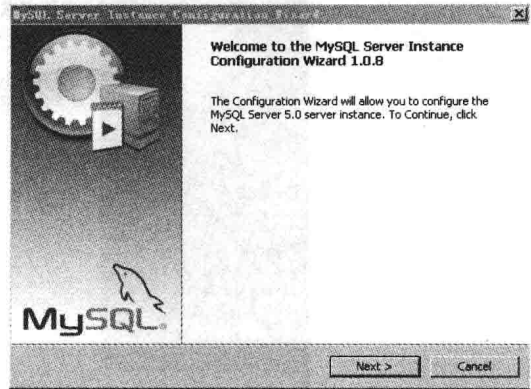 MySQL Server Instance Configuration Wizard
Welcome to the MySQL Server Instance
Configuration Wizard 1.0.8
The Configuration Wizard will allow you to configure the
MySQL Server 5.0 server instance. To Continue, click
Next.
MySQL.
Next >
Cancel